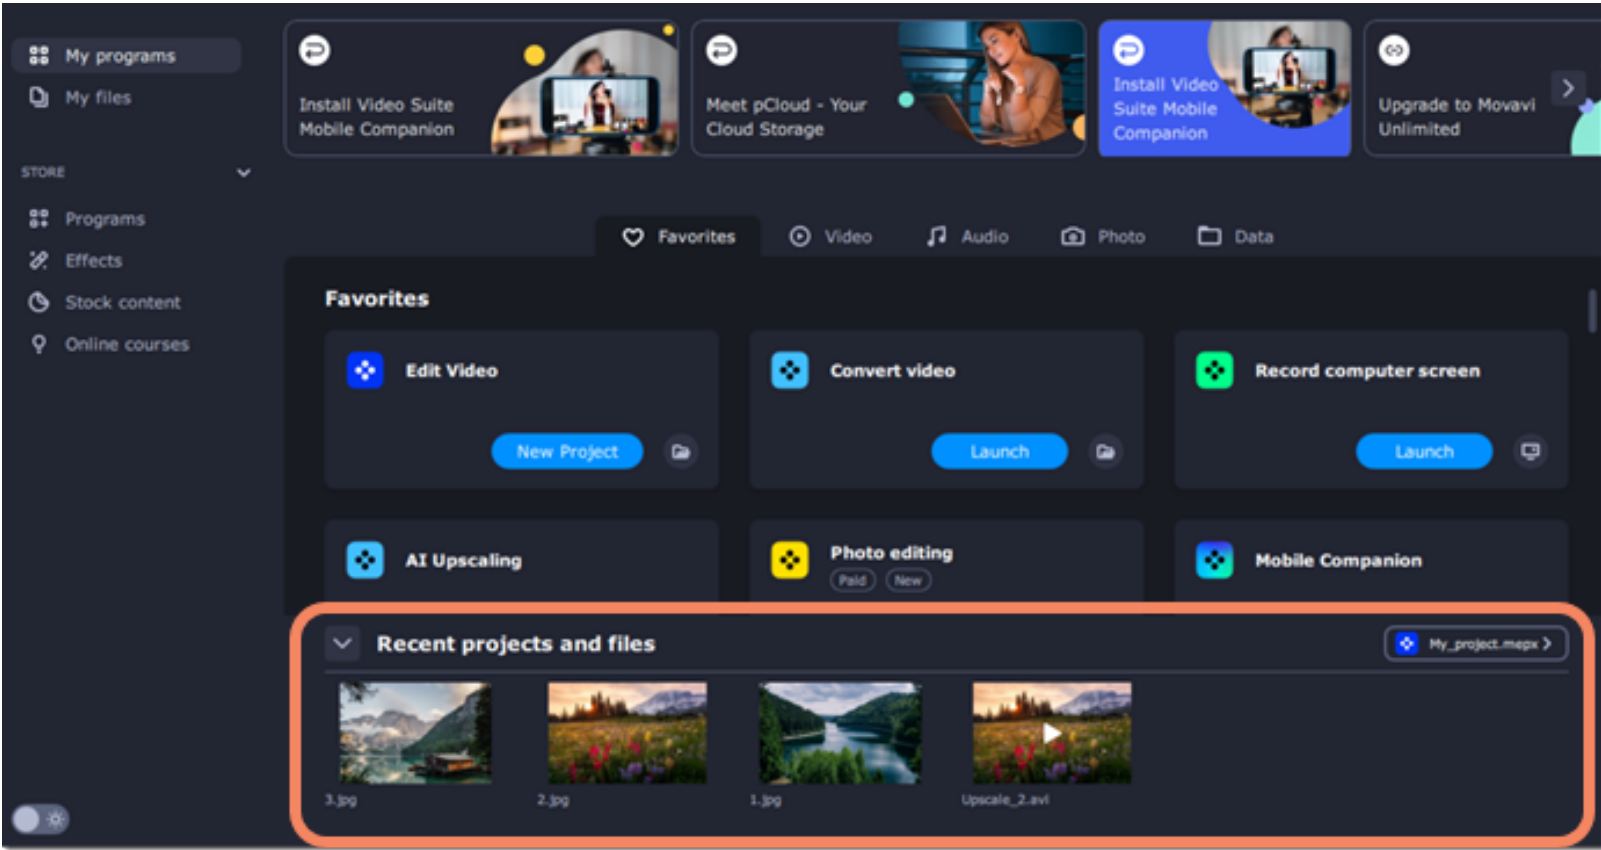 My programs
My files
STORE
Programs
Effects
Stock content
Online courses
Install Video Suite
Mobile Companion
Meet pCloud - Your
Cloud Storage
Install Video
Suite Mobile
Companion
Upgrade to Movavi
Unlimited
Favorites
Video
Audio
Photo
Data
Favorites
Edit Video
New Project
Convert video
Launch
Record computer screen
Launch
AI Upscaling
Photo editing
Paid
New
Mobile Companion
Recent projects and files
My_project.mepx
3.jpg
2.jpg
1.jpg
Upscale_2.avi